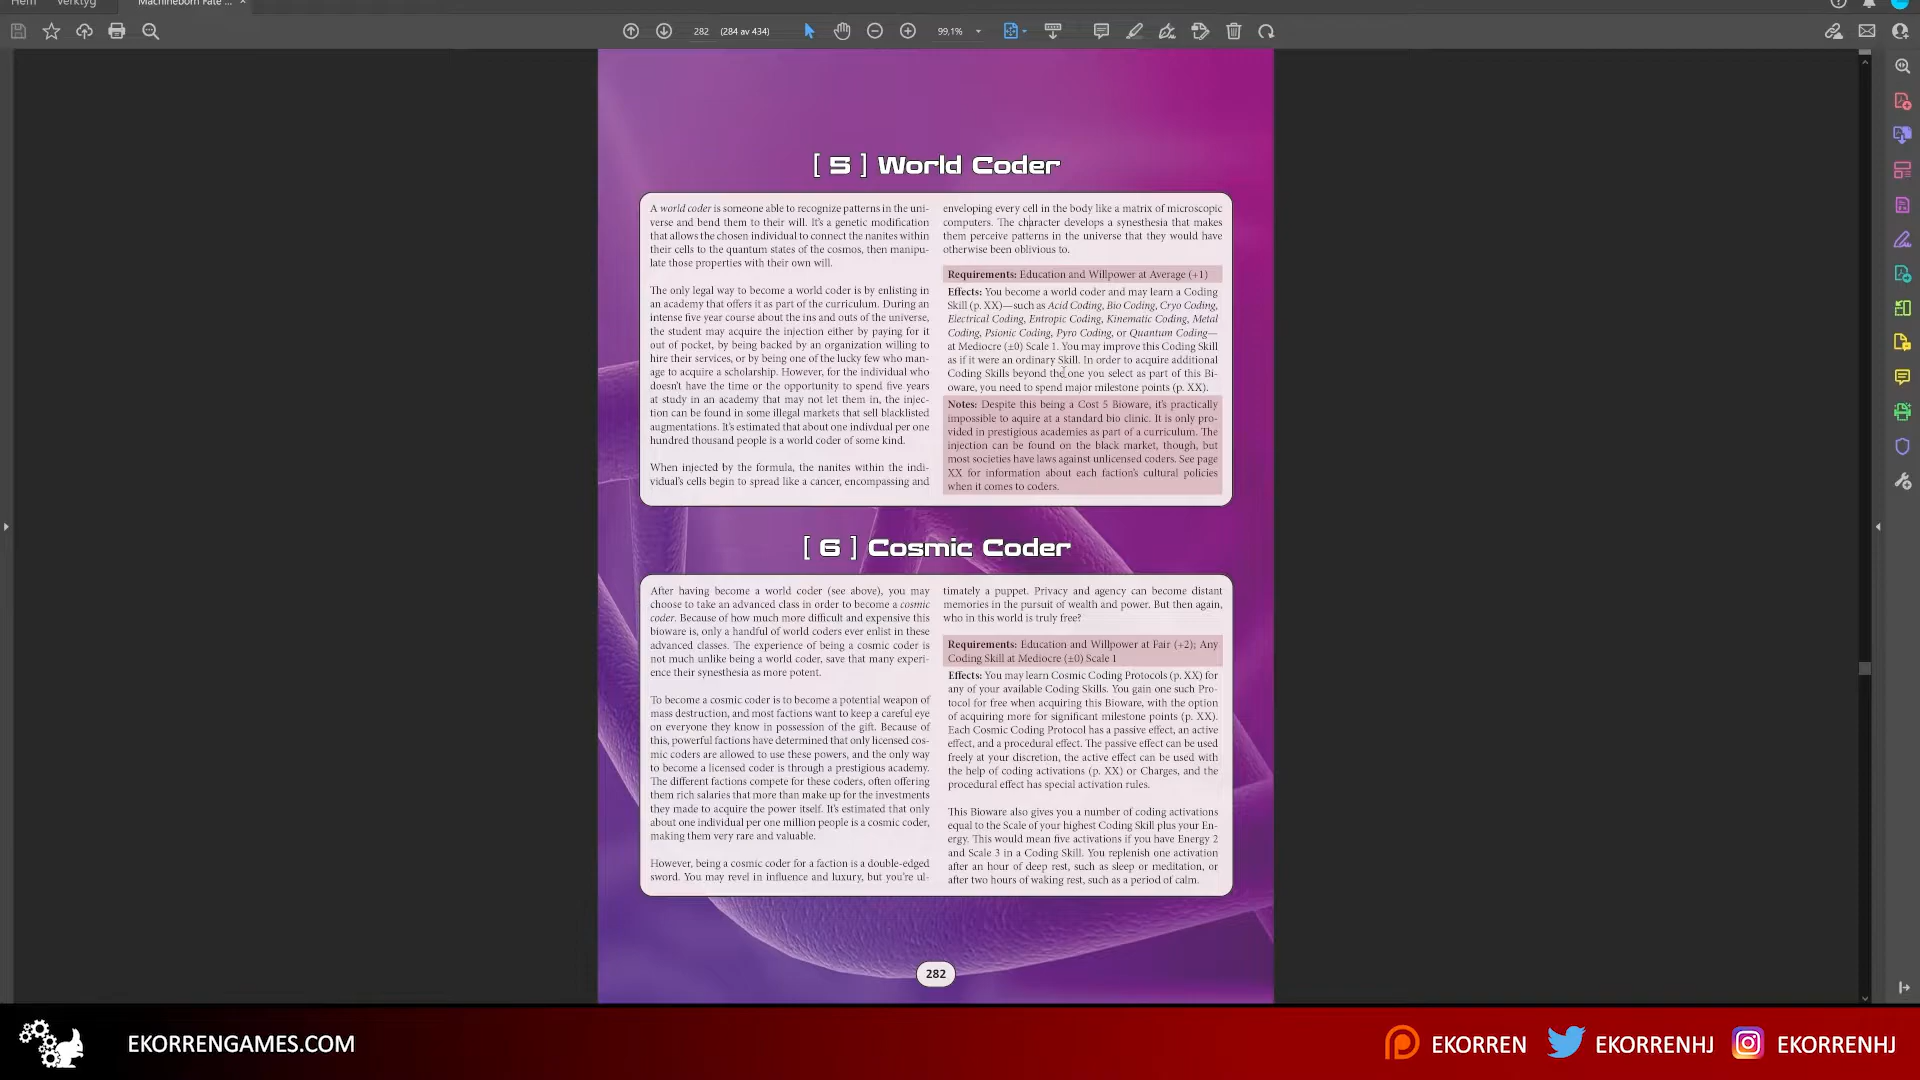 Hem
Verktyg
Machineborn Fate ...
282 (284 av 434)
99,1%
[ 5 ] World Coder
A world coder is someone able to recognize patterns in the uni-
verse and bend them to their will. It's a genetic modification
that allows the chosen individual to connect the nanites within
their cells to the quantum states of the cosmos, then manipu-
late those properties with their own will.
The only legal way to become a world coder is by enlisting in
an academy that offers it as part of the curriculum. During an
intense five year course about the ins and outs of the universe,
the student may acquire the injection either by paying for it
out of pocket, by being backed by an organization willing to
hire their services, or by being one of the lucky few who man-
age to acquire a scholarship. However, for the individual who
doesn't have the time or the opportunity to spend five years
at study in an academy that may not let them in, the injec-
tion can be found in some illegal markets that sell blacklisted
augmentations. It's estimated that about one indivdual per one
hundred thousand people is a world coder of some kind.
When injected by the formula, the nanites within the indi-
vidual's cells begin to spread like a cancer, encompassing and
enveloping every cell in the body like a matrix of microscopic
computers. The character develops a synesthesia that makes
them perceive patterns in the universe that they would have
otherwise been oblivious to.
Requirements: Education and Willpower at Average (+1)
Effects: You become a world coder and may learn a Coding
Skill (p. XX)—such as Acid Coding, Bio Coding, Cryo Coding,
Electrical Coding, Entropic Coding, Kinematic Coding, Metal
Coding, Psionic Coding, Pyro Coding, or Quantum Coding—
at Mediocre (±0) Scale 1. You may improve this Coding Skill
as if it were an ordinary Skill. In order to acquire additional
Coding Skills beyond the one you select as part of this Bi-
oware, you need to spend major milestone points (p. XX).
Notes: Despite this being a Cost 5 Bioware, it's practically
impossible to aquire at a standard bio clinic. It is only pro-
vided in prestigious academies as part of a curriculum. The
injection can be found on the black market, though, but
most societies have laws against unlicensed coders. See page
XX for information about each faction's cultural policies
when it comes to coders.
[ 6 ] Cosmic Coder
After having become a world coder (see above), you may
choose to take an advanced class in order to become a cosmic
coder. Because of how much more difficult and expensive this
bioware is, only a handful of world coders ever enlist in these
advanced classes. The experience of being a cosmic coder is
not much unlike being a world coder, save that many experi-
ence their synesthesia as more potent.
To become a cosmic coder is to become a potential weapon of
mass destruction, and most factions want to keep a careful eye
on everyone they know in possession of the gift. Because of
this, powerful factions have determined that only licensed cos-
mic coders are allowed to use these powers, and the only way
to become a licensed coder is through a prestigious academy.
The different factions compete for these coders, often offering
them rich salaries that more than make up for the investments
they made to acquire the power itself. It's estimated that only
about one individual per one million people is a cosmic coder,
making them very rare and valuable.
However, being a cosmic coder for a faction is a double-edged
sword. You may revel in influence and luxury, but you're ul-
timately a puppet. Privacy and agency can become distant
memories in the pursuit of wealth and power. But then again,
who in this world is truly free?
Requirements: Education and Willpower at Fair (+2); Any
Coding Skill at Mediocre (±0) Scale 1
Effects: You may learn Cosmic Coding Protocols (p. XX) for
any of your available Coding Skills. You gain one such Pro-
tocol for free when acquiring this Bioware, with the option
of acquiring more for significant milestone points (p. XX).
Each Cosmic Coding Protocol has a passive effect, an active
effect, and a procedural effect. The passive effect can be used
freely at your discretion, the active effect can be used with
the help of coding activations (p. XX) or Charges, and the
procedural effect has special activation rules.
This Bioware also gives you a number of coding activations
equal to the Scale of your highest Coding Skill plus your En-
ergy. This would mean five activations if you have Energy 2
and Scale 3 in a Coding Skill. You replenish one activation
after an hour of deep rest, such as sleep or meditation, or
after two hours of waking rest, such as a period of calm.
282
EKORRENGAMES.COM
EKORREN
EKORRENHJ
EKORRENHJ